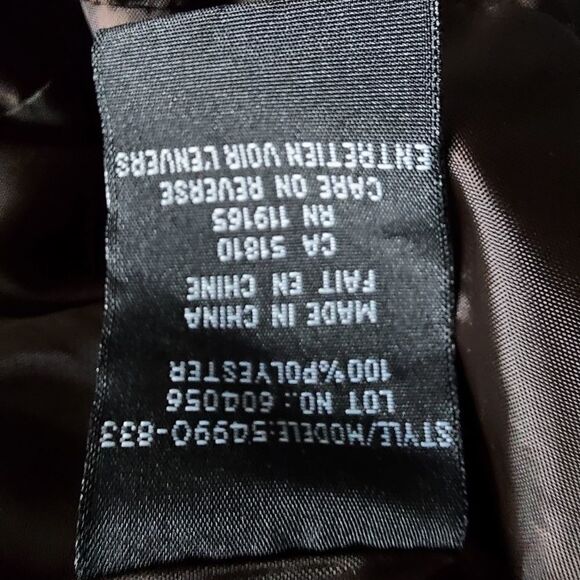 STYLE/MODELE:54990-833
LOT NO.: 604056
100%POLYESTER
MADE IN CHINA
FAIT EN CHINE
CA 51810
RN 119165
CARE ON REVERSE
ENTRETIEN VOIR L'ENVERS